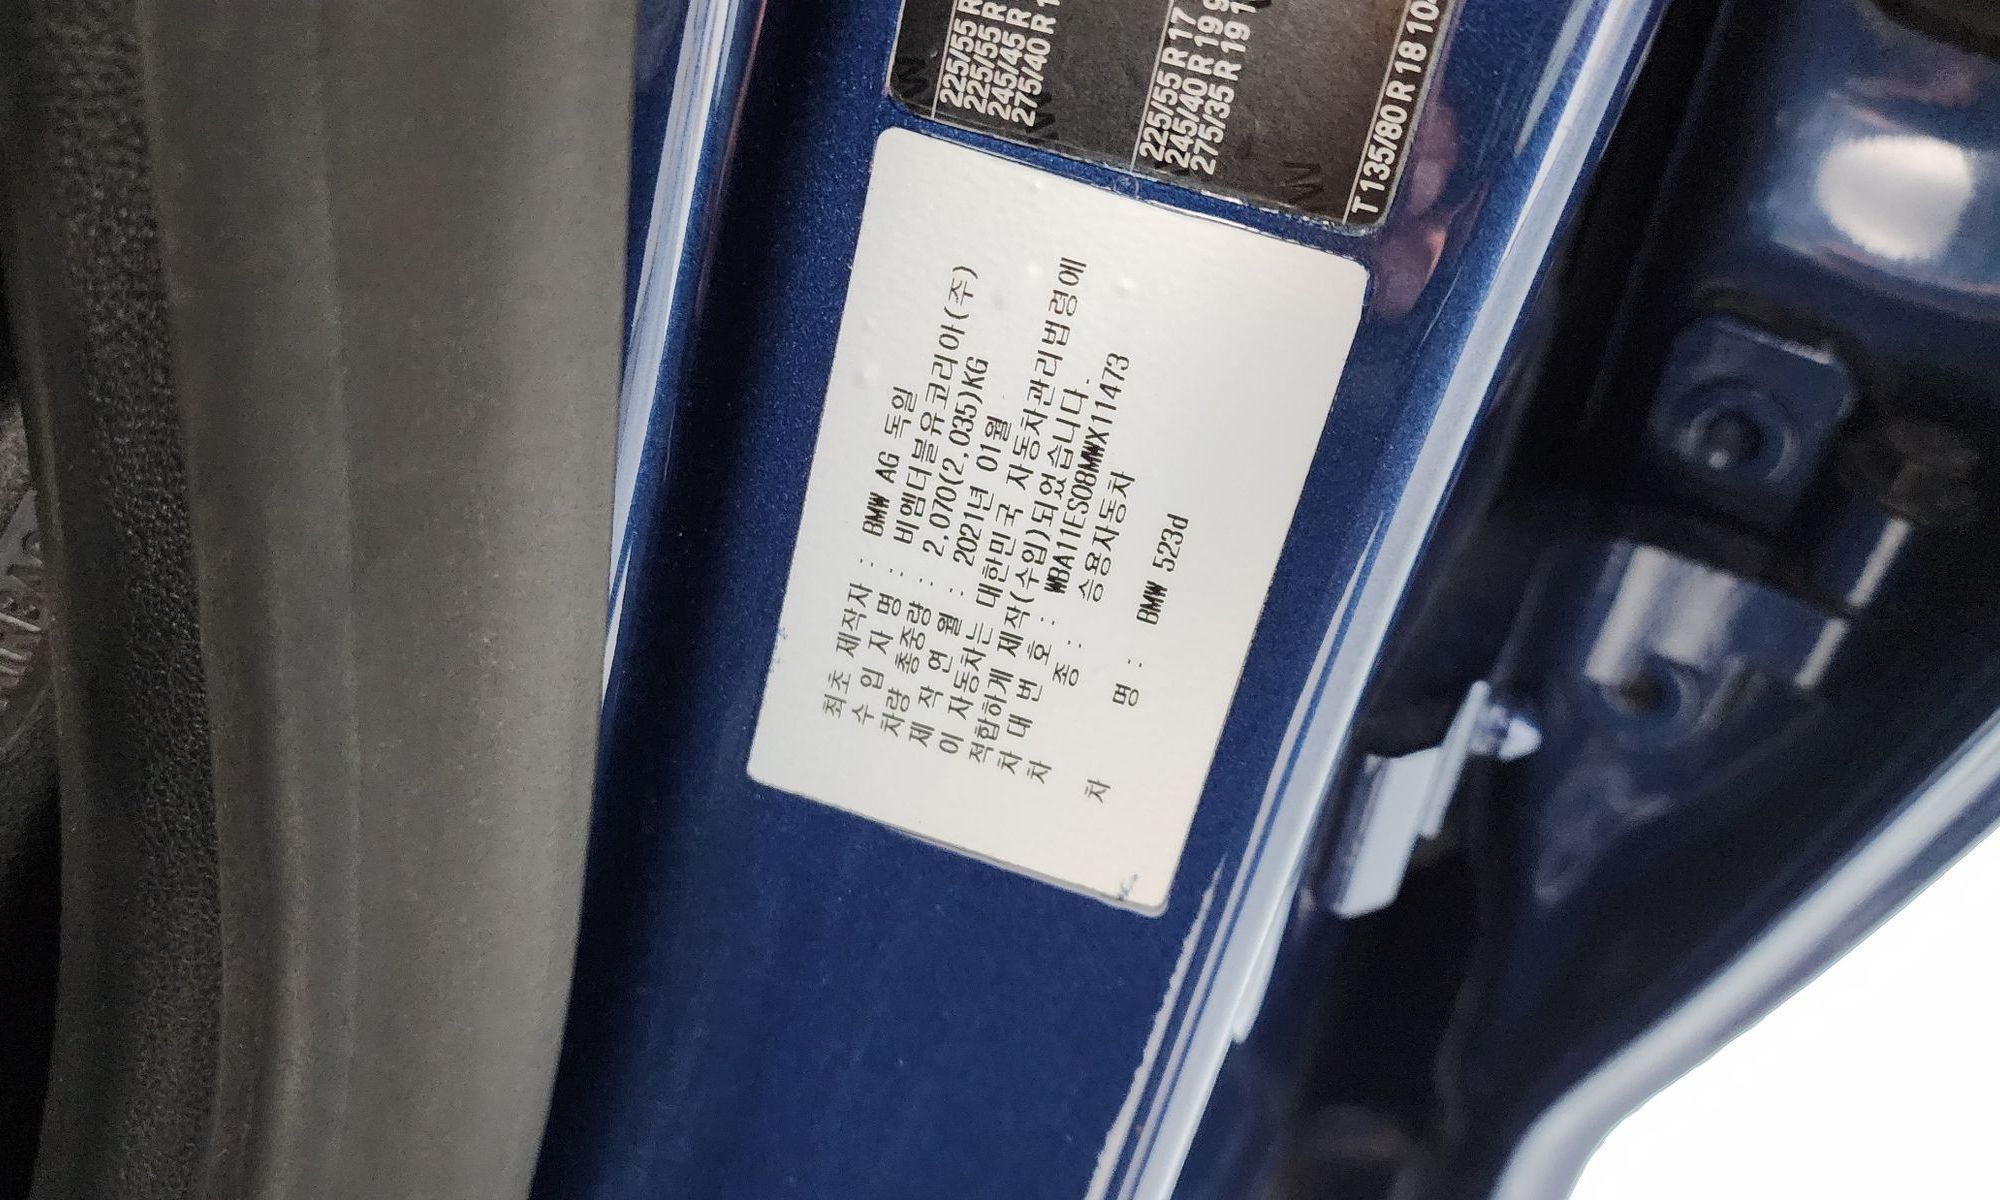 225/55 R
225/55 R
245/45 R
275/40 R 1
225/55 R 17
245/40 R 19 9
275/35 R 19 1
T 135/80 R 18 10
최초 제작자 : BMW AG 독일
수 입 자 명 : 비엠더블유코리아(주)
차량 총중량 : 2,070(2,035)KG
제 작 연 월 : 2021년 01월
이 자동차는 대한민국 자동차관리법령에
적합하게 제작(수입)되었습니다.
차 대 번 호 : WBA11ES08MWX11473
차 종 : 승용자동차
차 명 : BMW 523d